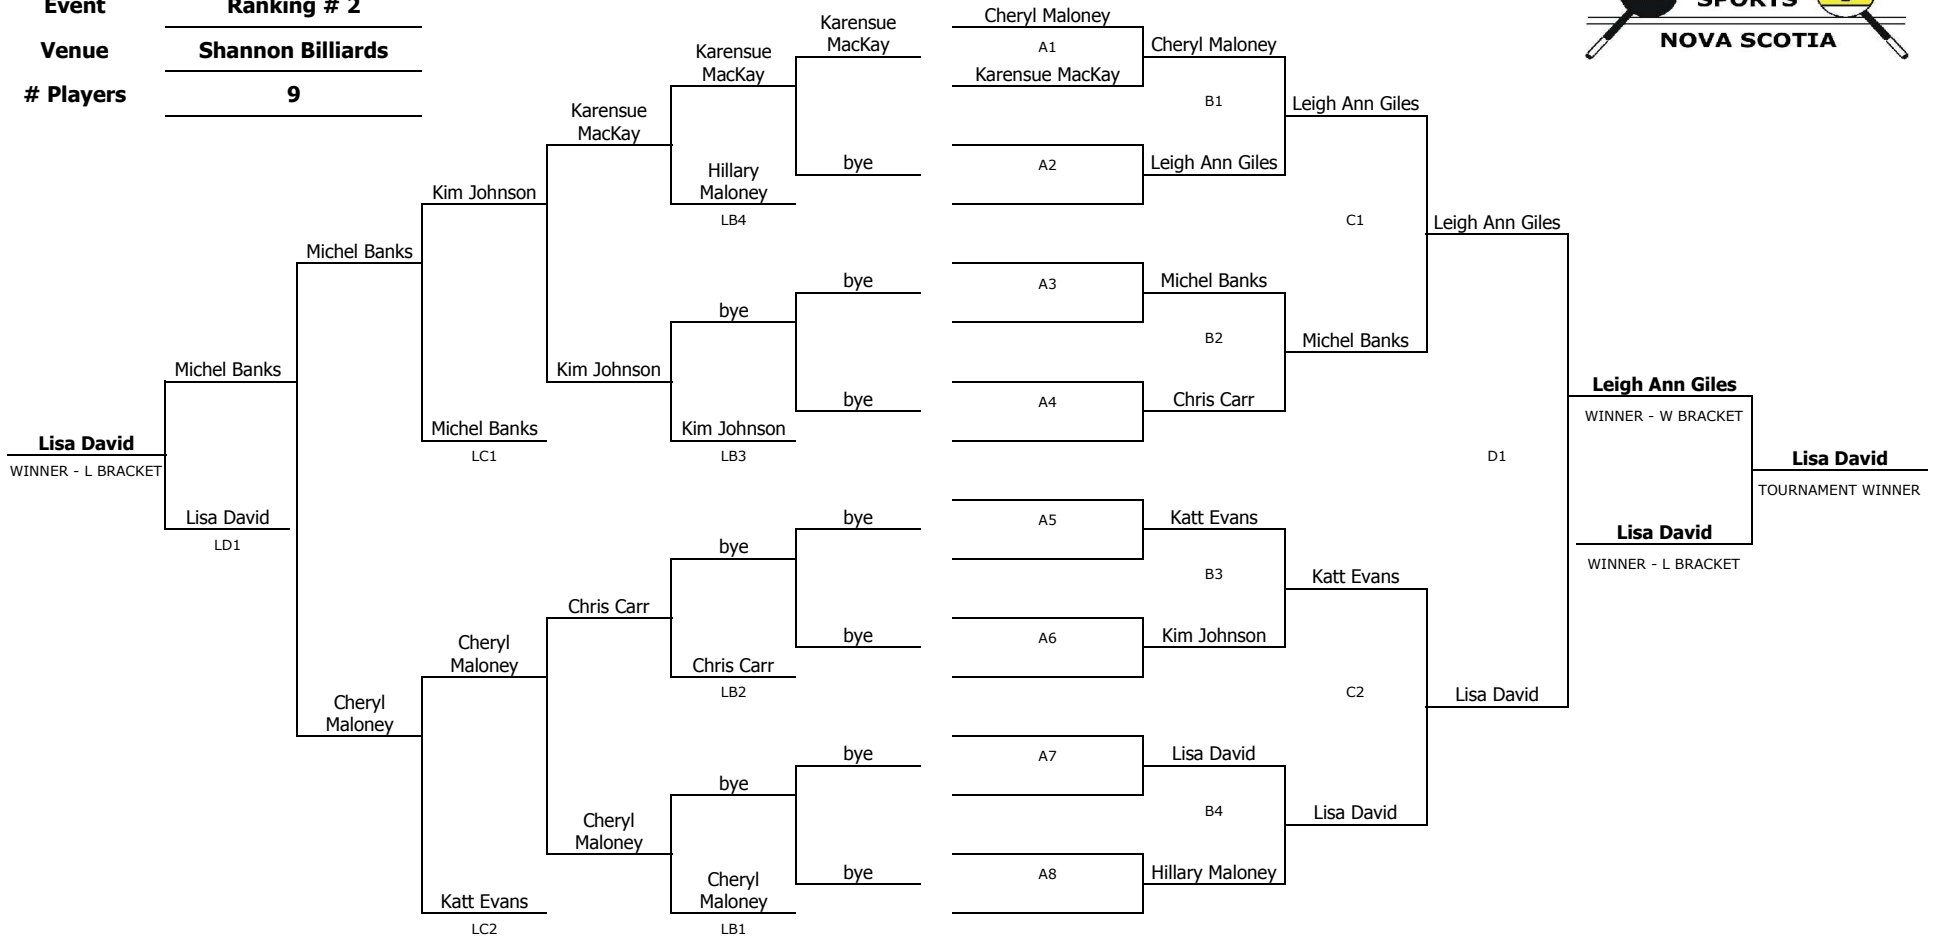 Event
Ranking # 2
Venue
Shannon Billiards
# Players
9
SPORTS
NOVA SCOTIA
Lisa David
WINNER - L BRACKET
Michel Banks
Lisa David
LD1
Michel Banks
Cheryl
Maloney
Kim Johnson
Michel Banks
LC1
Cheryl
Maloney
Katt Evans
LC2
Karensue
MacKay
Kim Johnson
Chris Carr
Cheryl
Maloney
Karensue
MacKay
Hillary
Maloney
LB4
bye
Kim Johnson
LB3
bye
Chris Carr
LB2
bye
Cheryl
Maloney
LB1
Karensue
MacKay
bye
bye
bye
bye
bye
bye
bye
Cheryl Maloney
A1
Karensue MacKay
A2
A3
A4
A5
A6
A7
A8
Cheryl Maloney
B1
Leigh Ann Giles
Michel Banks
B2
Chris Carr
Katt Evans
B3
Kim Johnson
Lisa David
B4
Hillary Maloney
Leigh Ann Giles
C1
Michel Banks
Katt Evans
C2
Lisa David
Leigh Ann Giles
D1
Lisa David
Leigh Ann Giles
WINNER - W BRACKET
Lisa David
WINNER - L BRACKET
Lisa David
TOURNAMENT WINNER